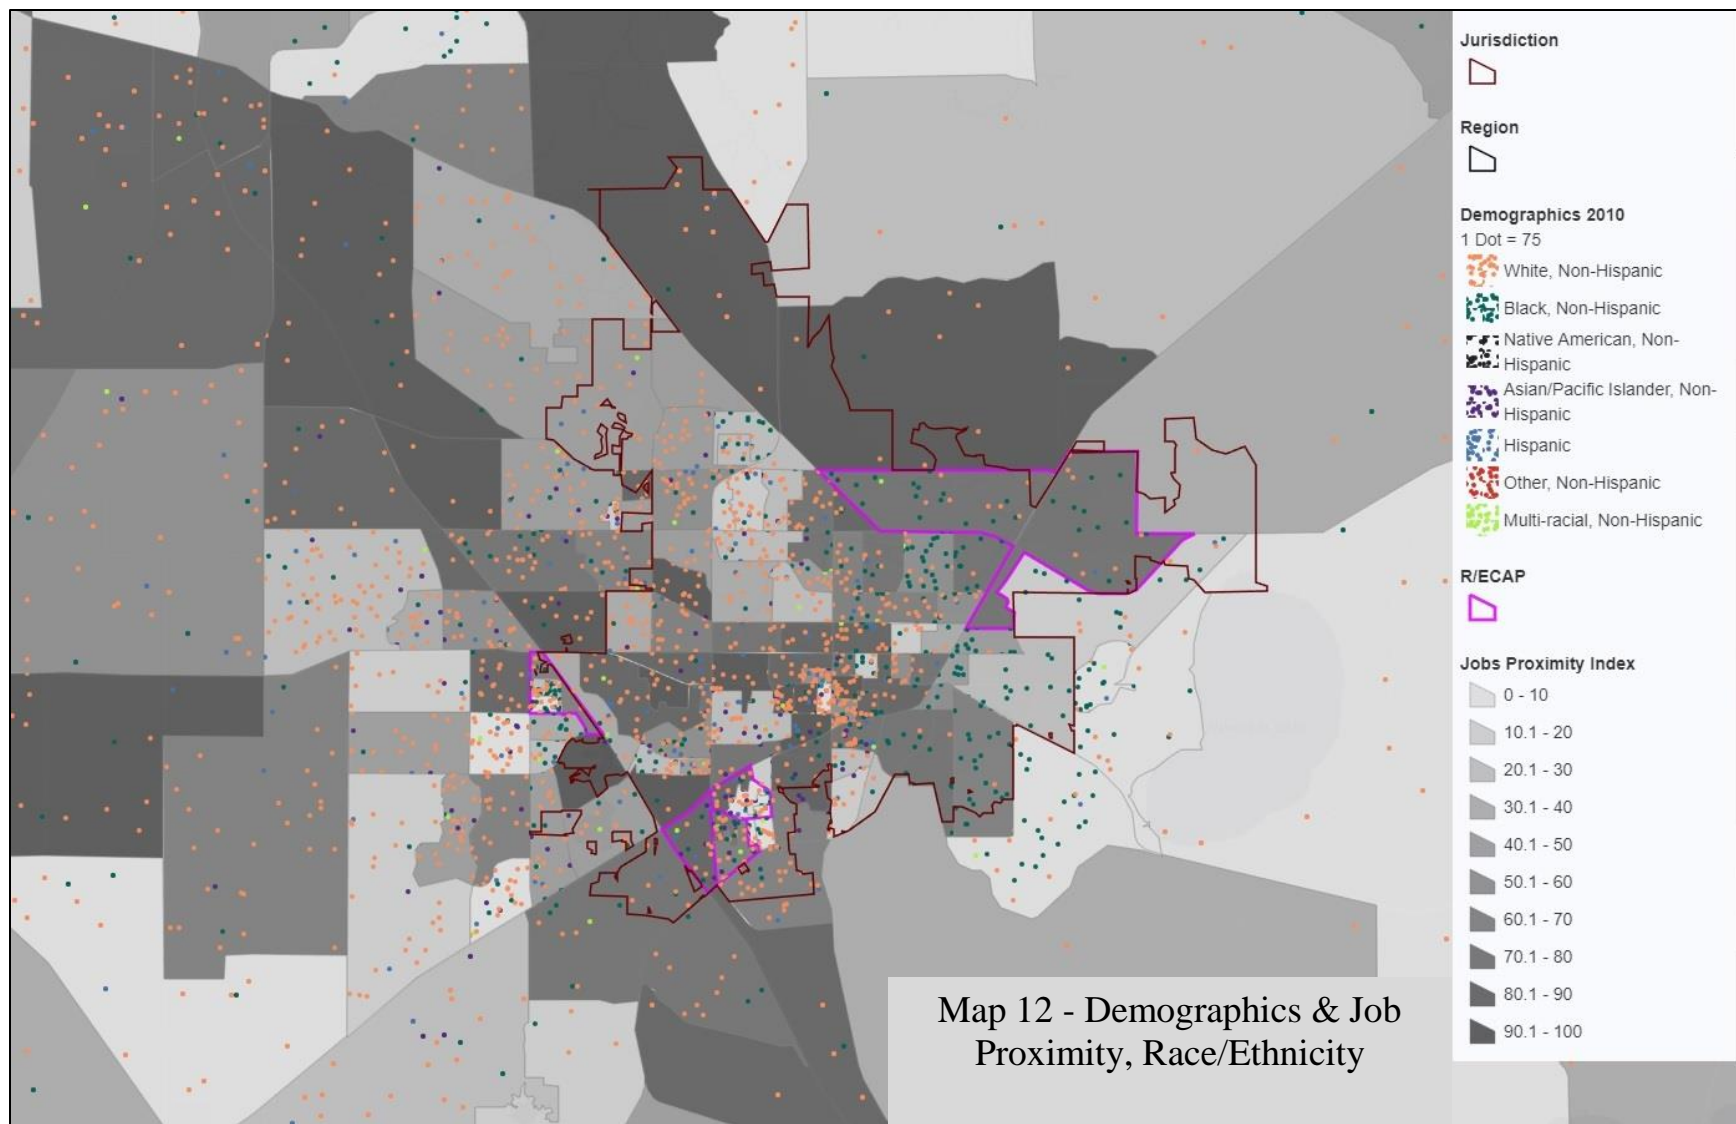 Jurisdiction
Region
Demographics 2010
1 Dot = 75
White, Non-Hispanic
Black, Non-Hispanic
Native American, Non-
Hispanic
Asian/Pacific Islander, Non-
Hispanic
Hispanic
Other, Non-Hispanic
Multi-racial, Non-Hispanic
R/ECAP
Jobs Proximity Index
0 - 10
10.1 - 20
20.1 - 30
30.1 - 40
40.1 - 50
50.1 - 60
60.1 - 70
70.1 - 80
80.1 - 90
90.1 - 100
Map 12 - Demographics & Job
Proximity, Race/Ethnicity